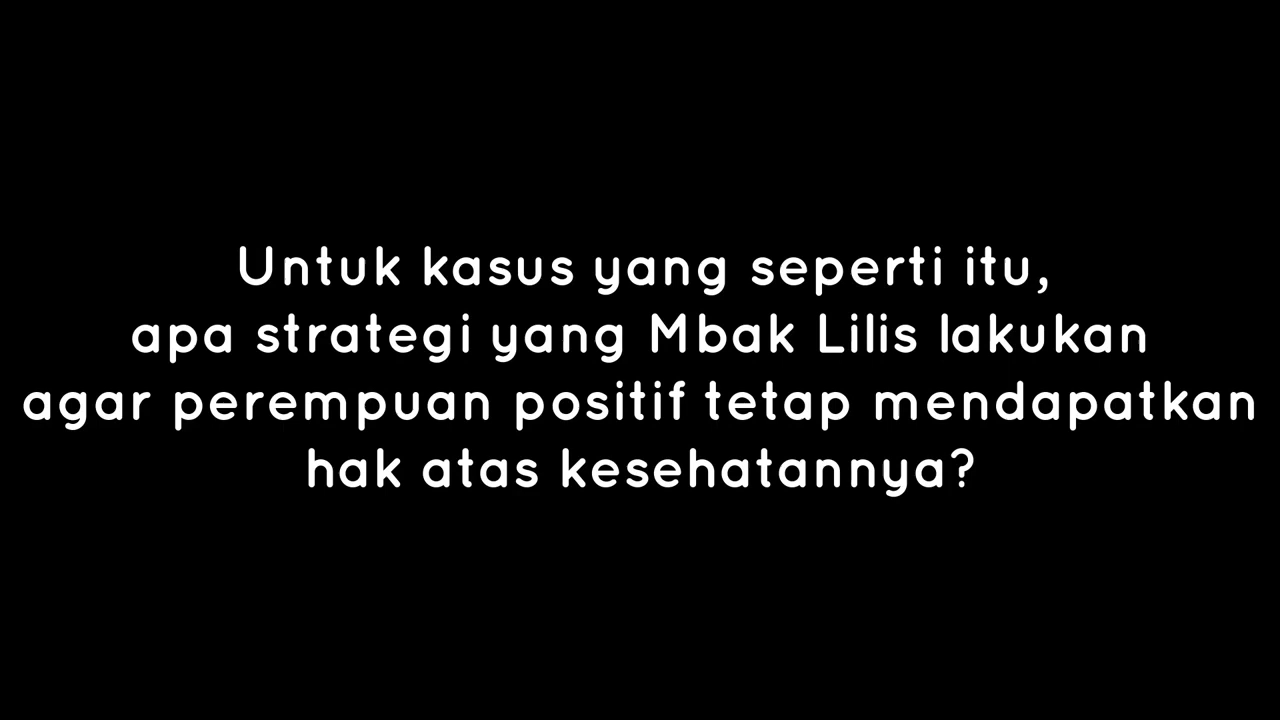 Untuk kasus yang seperti itu,
apa strategi yang Mbak Lilis lakukan
agar perempuan positif tetap mendapatkan
hak atas kesehatannya?